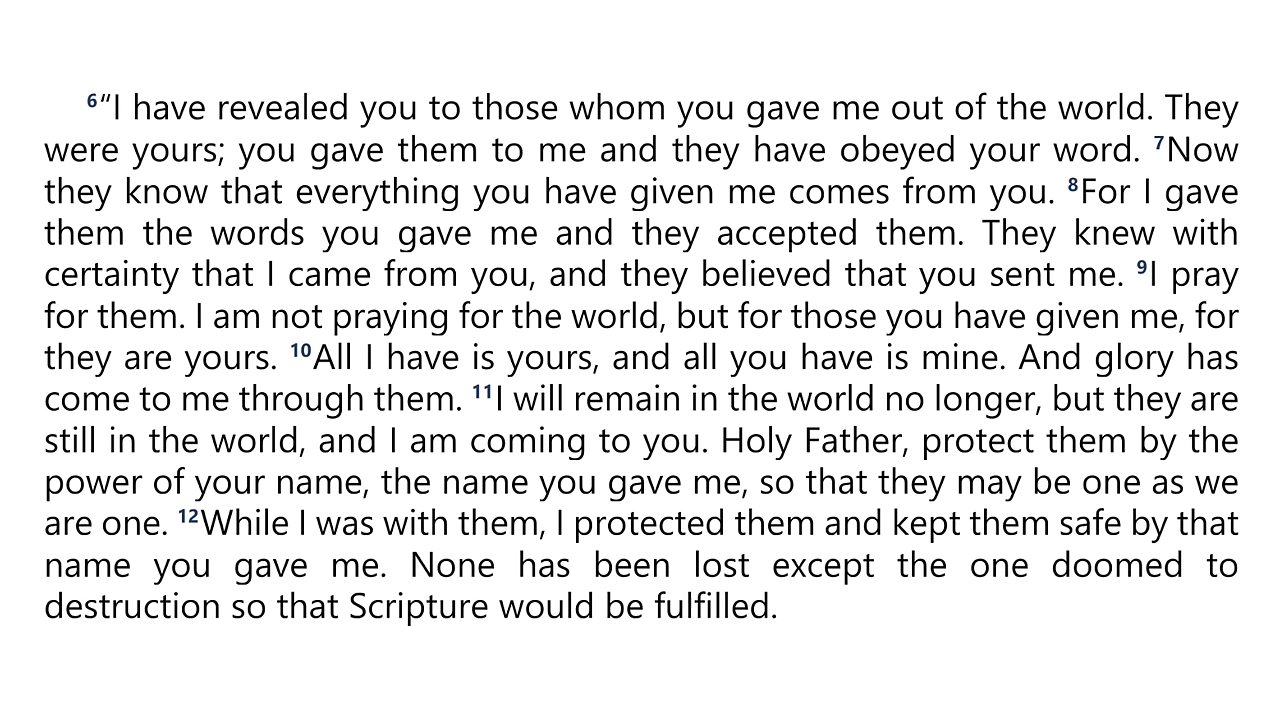 6“I have revealed you to those whom you gave me out of the world. They
were yours; you gave them to me and they have obeyed your word. 7Now
they know that everything you have given me comes from you. 8For I gave
them the words you gave me and they accepted them. They knew with
certainty that I came from you, and they believed that you sent me. 9I pray
for them. I am not praying for the world, but for those you have given me, for
they are yours. 10All I have is yours, and all you have is mine. And glory has
come to me through them. 11I will remain in the world no longer, but they are
still in the world, and I am coming to you. Holy Father, protect them by the
power of your name, the name you gave me, so that they may be one as we
are one. 12While I was with them, I protected them and kept them safe by that
name you gave me. None has been lost except the one doomed to
destruction so that Scripture would be fulfilled.